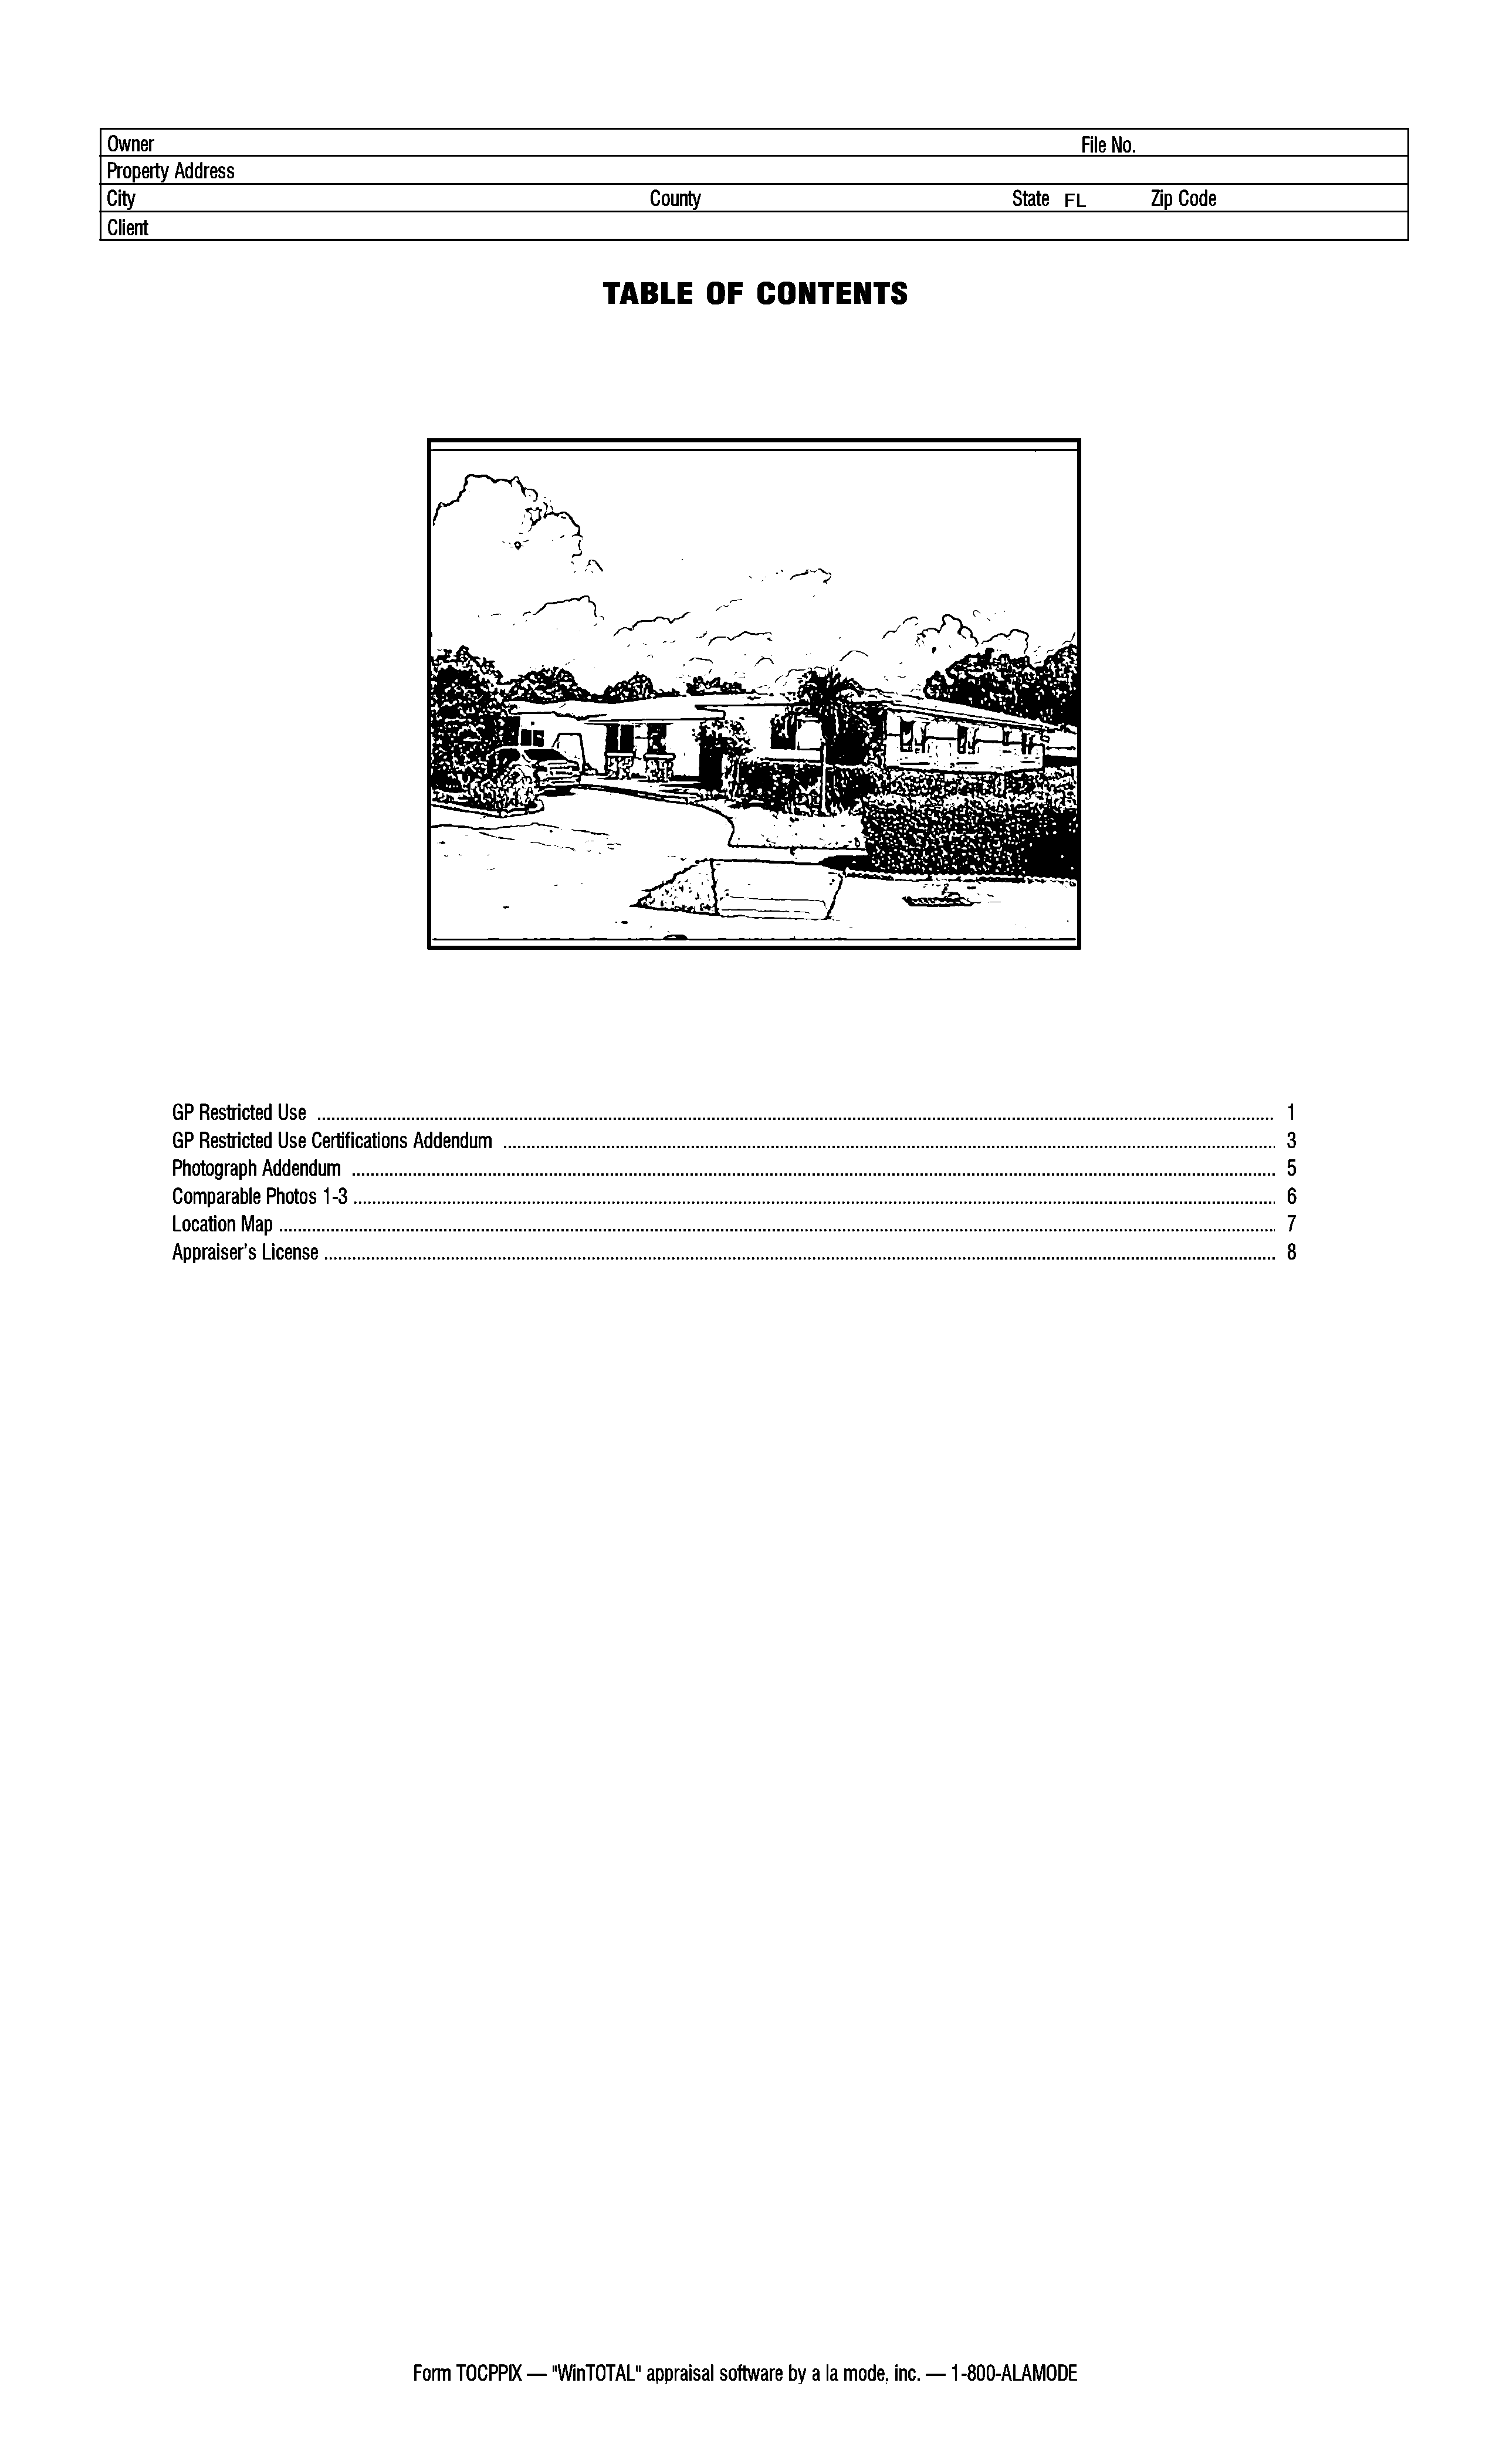 Owner File No.
Property Address
City County State FL Zip Code
Client
TABLE OF CONTENTS
GP Restricted Use 1
GP Restricted Use Certifications Addendum 3
Photograph Addendum 5
Comparable Photos 1-3 6
Location Map 7
Appraiser's License 8
Form TOCPPIX — "WinTOTAL" appraisal software by a la mode, inc. — 1-800-ALAMODE